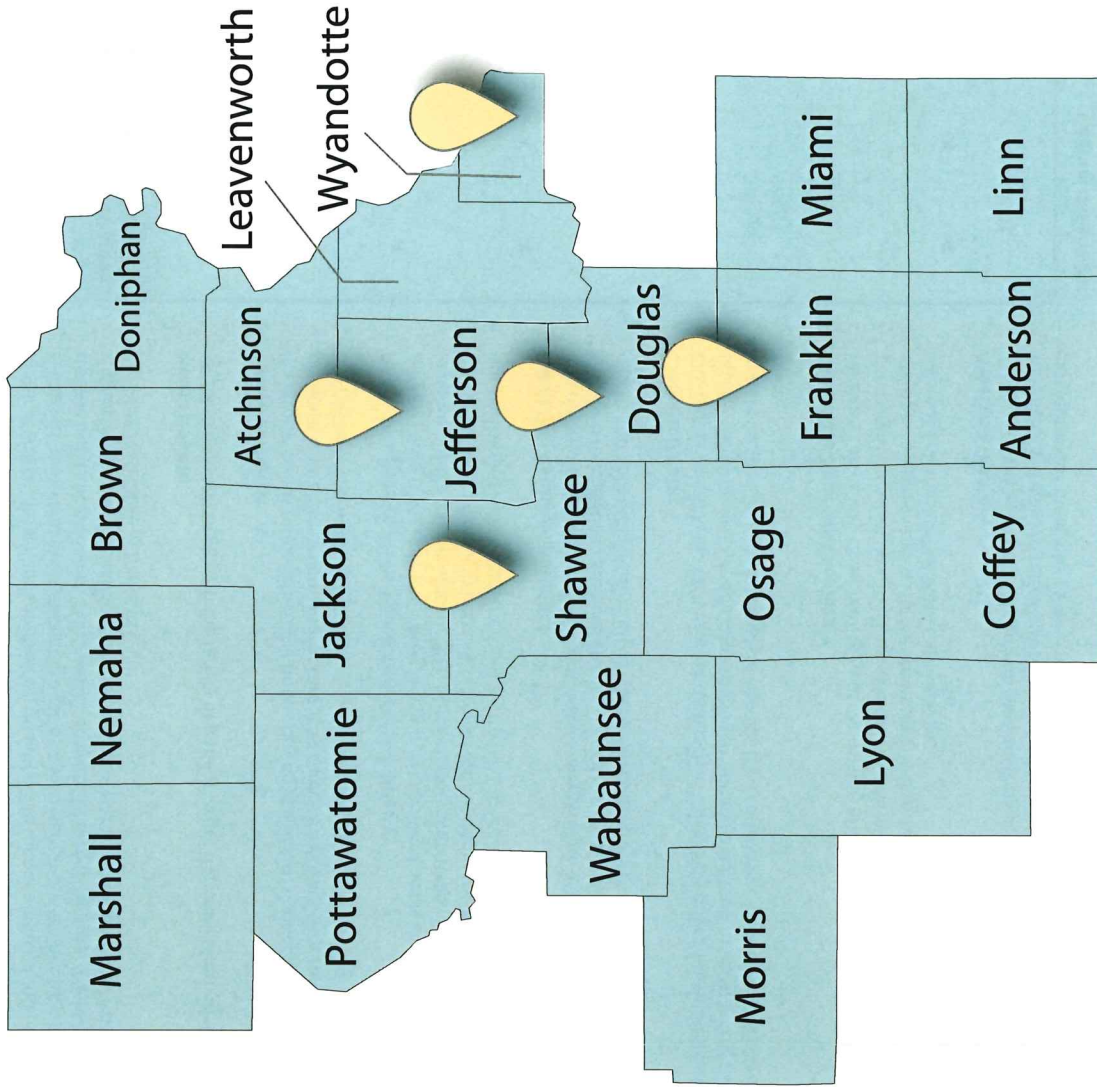 Marshall
Nemaha
Brown
Doniphan
Atchinson
Leavenworth
Pottawatomie
Jackson
Wyandotte
Jefferson
Shawnee
Wabaunsee
Douglas
Morris
Osage
Franklin
Miami
Lyon
Coffey
Anderson
Linn